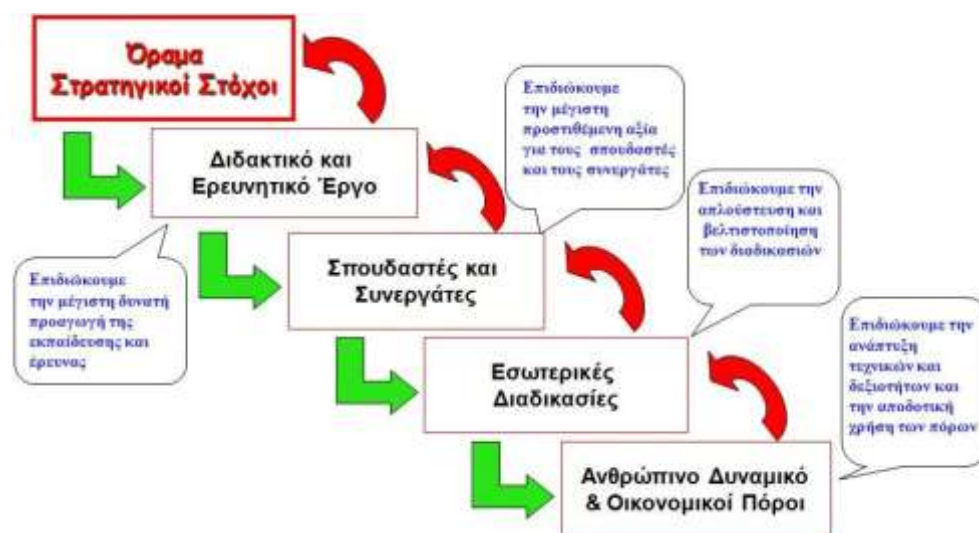 Όραμα
Στρατηγικοί Στόχοι
Επιδιώκουμε
την μέγιστη
προστιθέμενη αξία
για τους σπουδαστές
και τους συνεργάτες
Διδακτικό και
Ερευνητικό Έργο
Επιδιώκουμε την
απλούστευση και
βελτιστοποίηση
των διαδικασιών
Σπουδαστές και
Συνεργάτες
Επιδιώκουμε
την μέγιστη δυνατή
προαγωγή της
εκπαίδευσης και
έρευνας
Επιδιώκουμε την
ανάπτυξη
τεχνικών και
δεξιοτήτων και
την αποδοτική
χρήση των πόρων
Εσωτερικές
Διαδικασίες
Ανθρώπινο Δυναμικό
& Οικονομικοί Πόροι